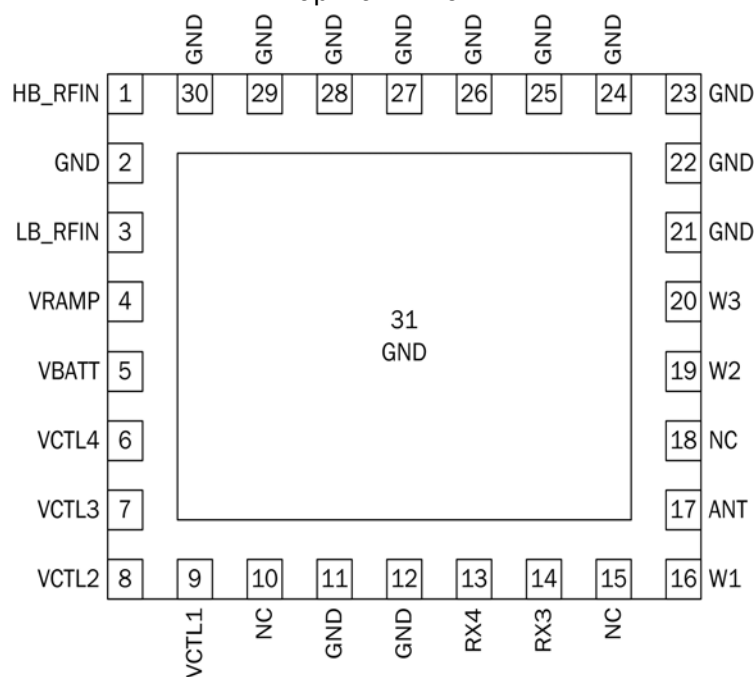 GND GND GND GND GND GND GND
HB_RFIN 1 30 29 28 27 26 25 24 23 GND
GND 2 22 GND
LB_RFIN 3 21 GND
VRAMP 4 20 W3
31
GND
VBATT 5 19 W2
VCTL4 6 18 NC
VCTL3 7 17 ANT
VCTL2 8 9 10 11 12 13 14 15 16 W1
VCTL1 NC GND GND RX4 RX3 NC